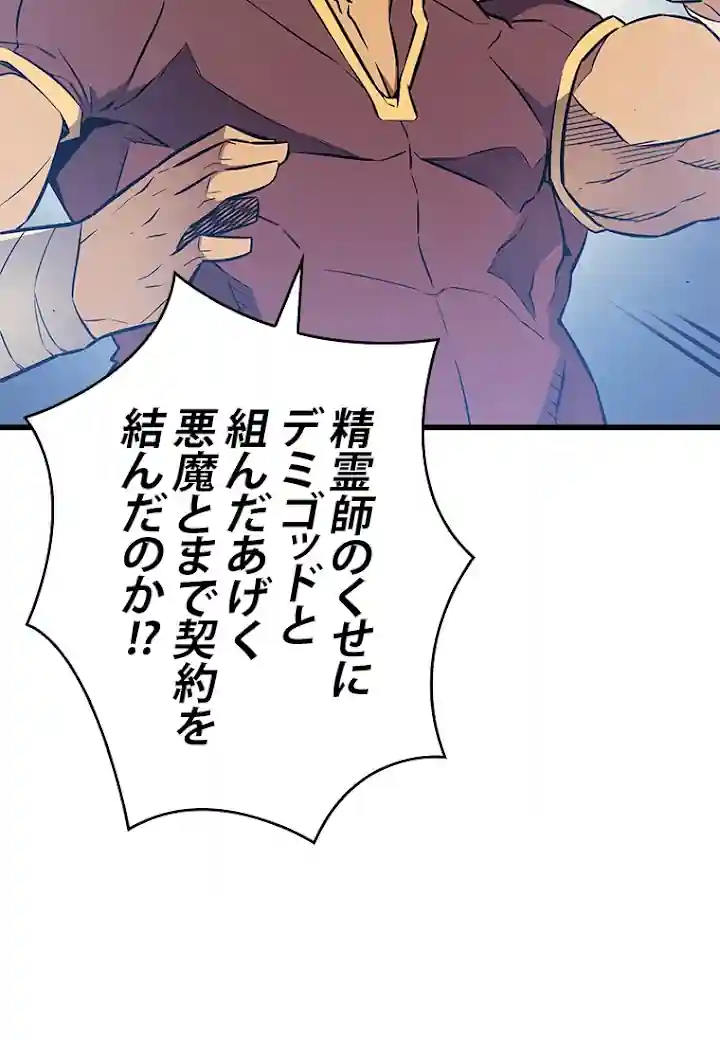 精霊師のくせに
デミゴッドと
組んだあげく
悪魔とまで契約を
結んだのか!?